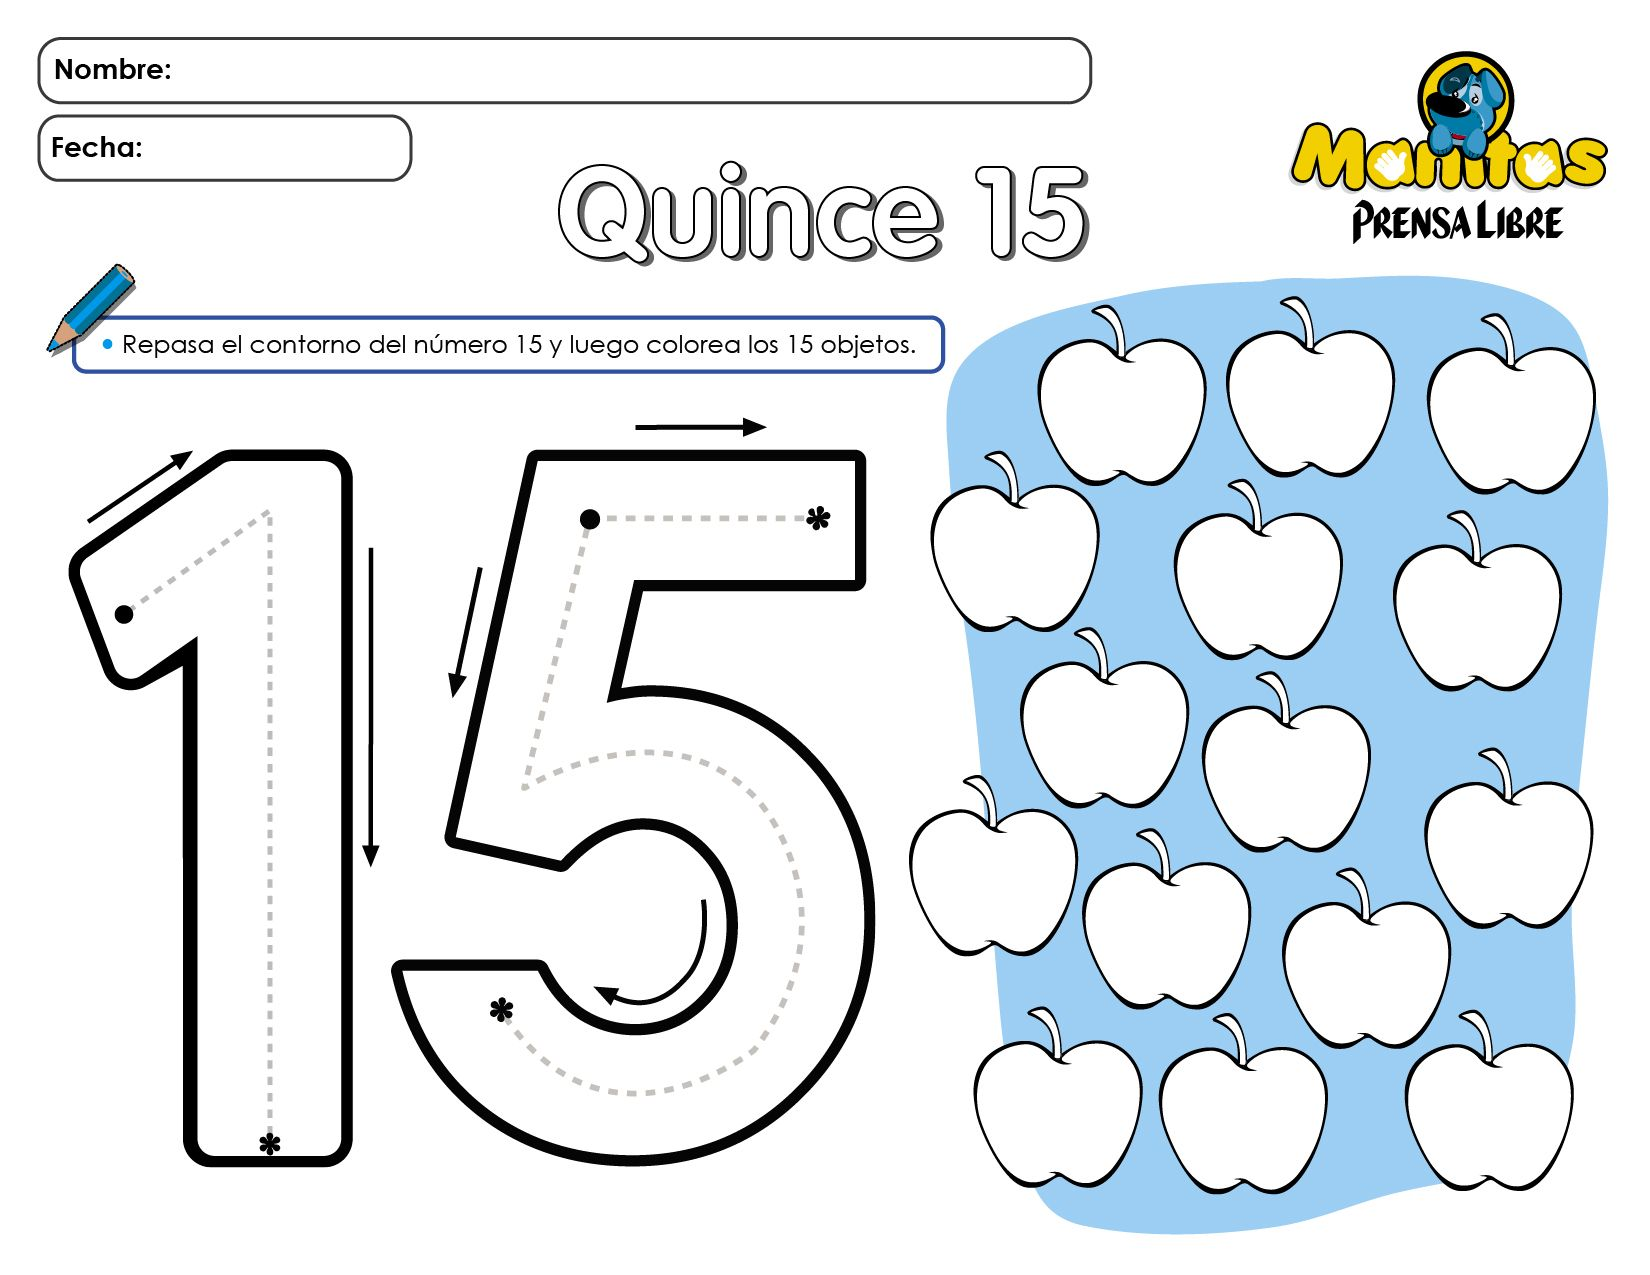 Nombre:
Fecha:
Manitas
PRENSA LIBRE
Quince 15
• Repasa el contorno del número 15 y luego colorea los 15 objetos.
15